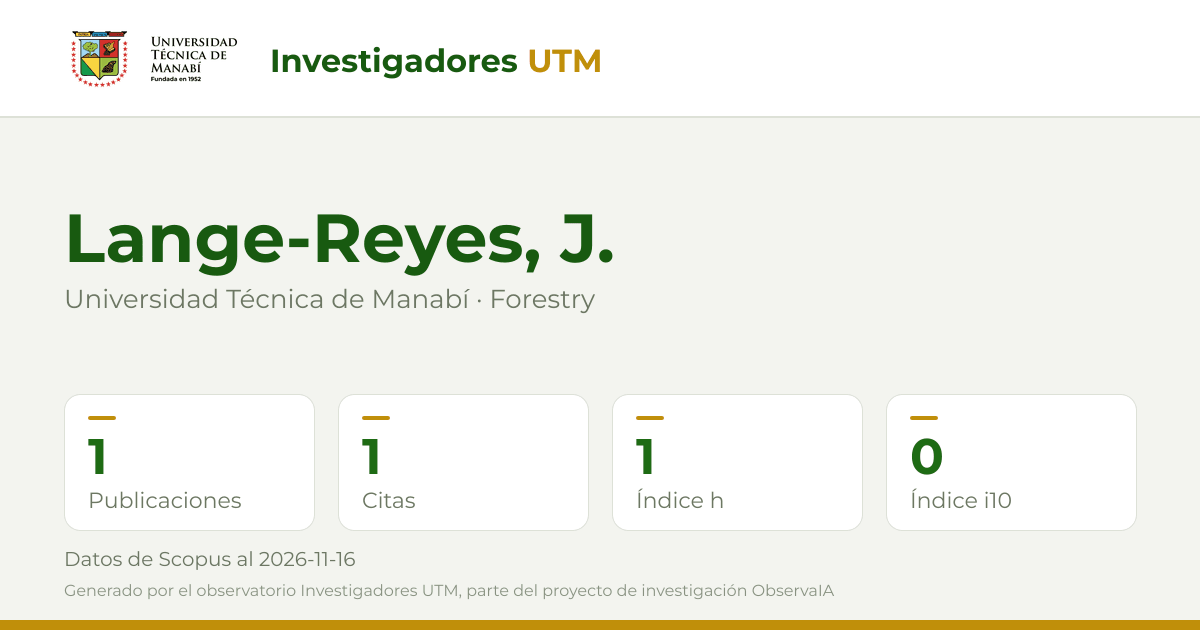 UNIVERSIDAD
TÉCNICA DE
MANABÍ
Fundada en 1952
Investigadores UTM
Lange-Reyes, J.
Universidad Técnica de Manabí · Forestry
1
Publicaciones
1
Citas
1
Índice h
0
Índice i10
Datos de Scopus al 2026-11-16
Generado por el observatorio Investigadores UTM, parte del proyecto de investigación ObservaIA